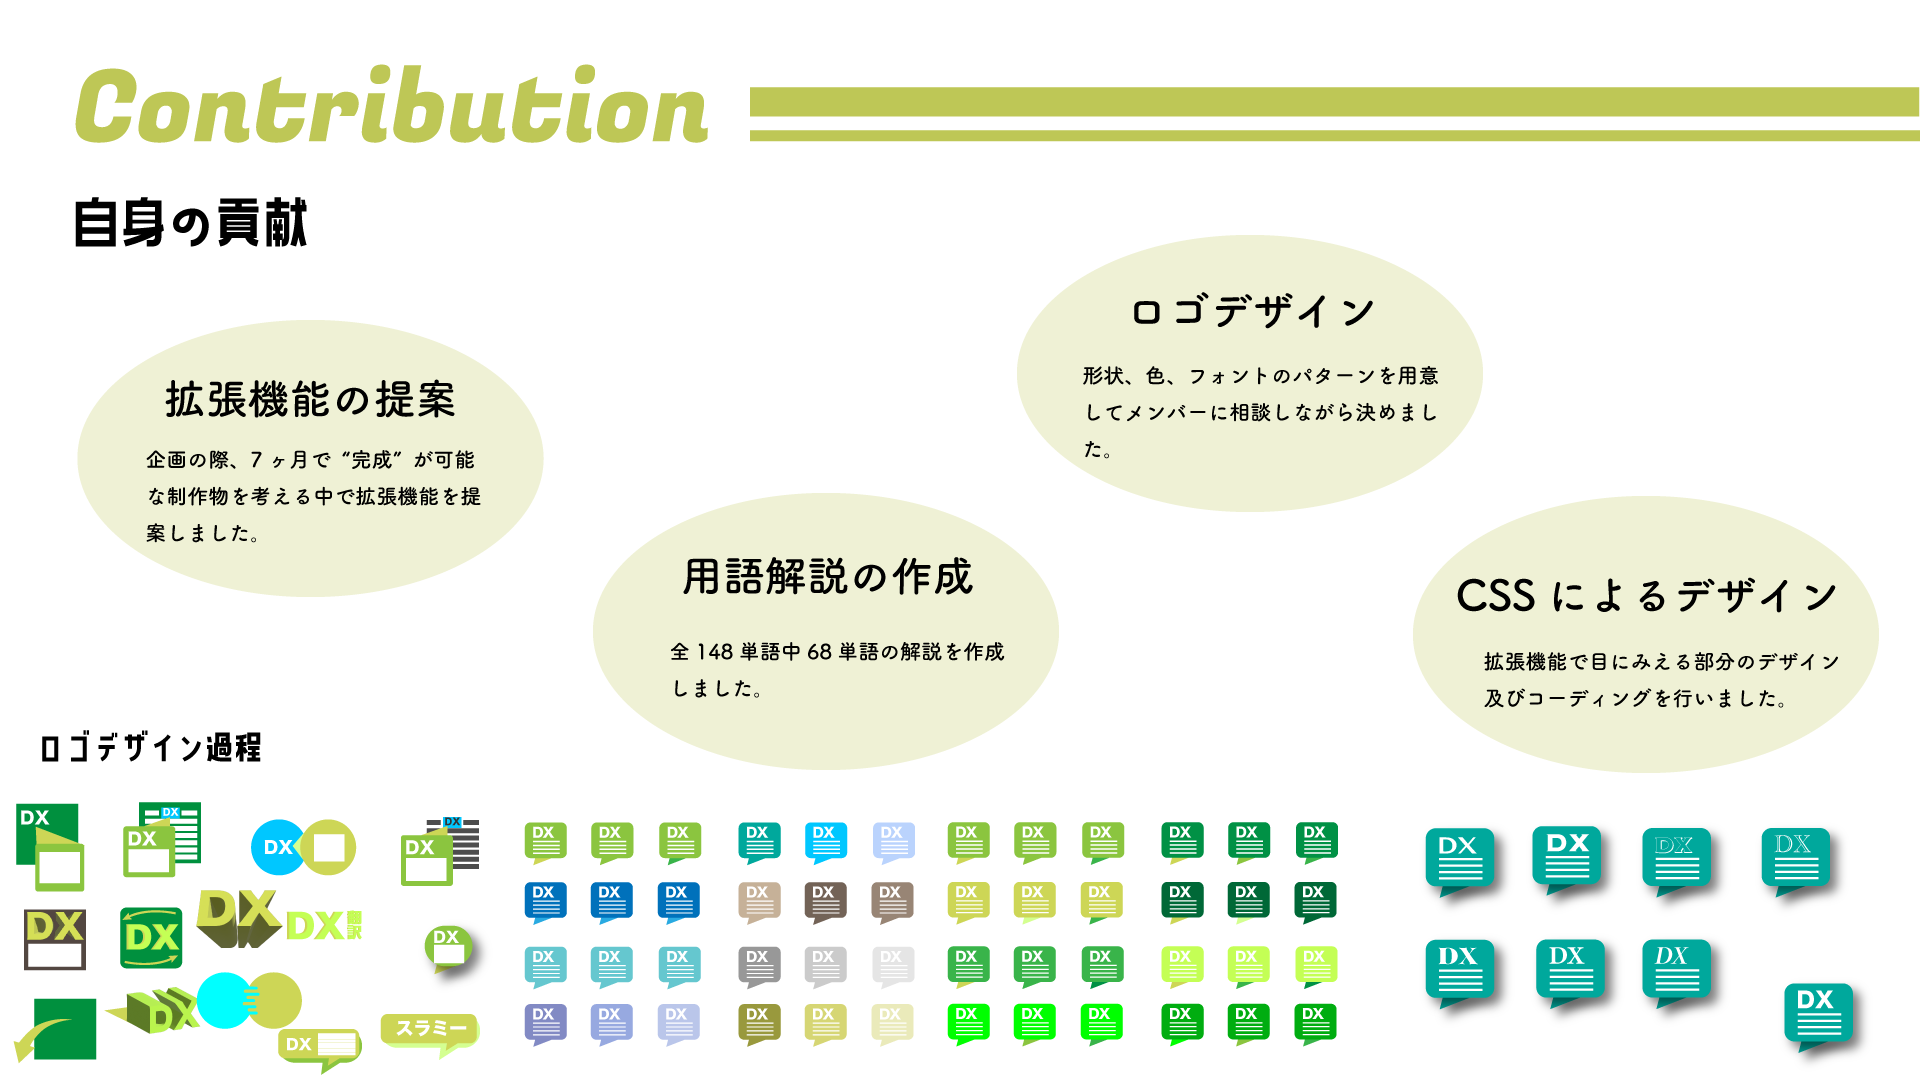 Contribution
自身の貢献
拡張機能の提案
企画の際、7 ヶ月で “完成” が可能
な制作物を考える中で拡張機能を提
案しました。
用語解説の作成
全 148 単語中 68 単語の解説を作成
しました。
ロゴデザイン
形状、色、フォントのパターンを用意
してメンバーに相談しながら決めまし
た。
CSS によるデザイン
拡張機能で目にみえる部分のデザイン
及びコーディングを行いました。
ロゴデザイン過程
DX
DX
DX
DX
DX
DX
DX
DX
DX
DX翻訳
DX
DX
DX
スラミー
DX DX DX DX DX DX DX DX DX DX DX DX
DX DX DX DX DX DX DX DX DX DX DX DX
DX DX DX DX DX DX DX DX DX DX DX DX
DX DX DX DX DX DX DX DX DX DX DX DX
DX DX DX DX
DX DX DX
DX